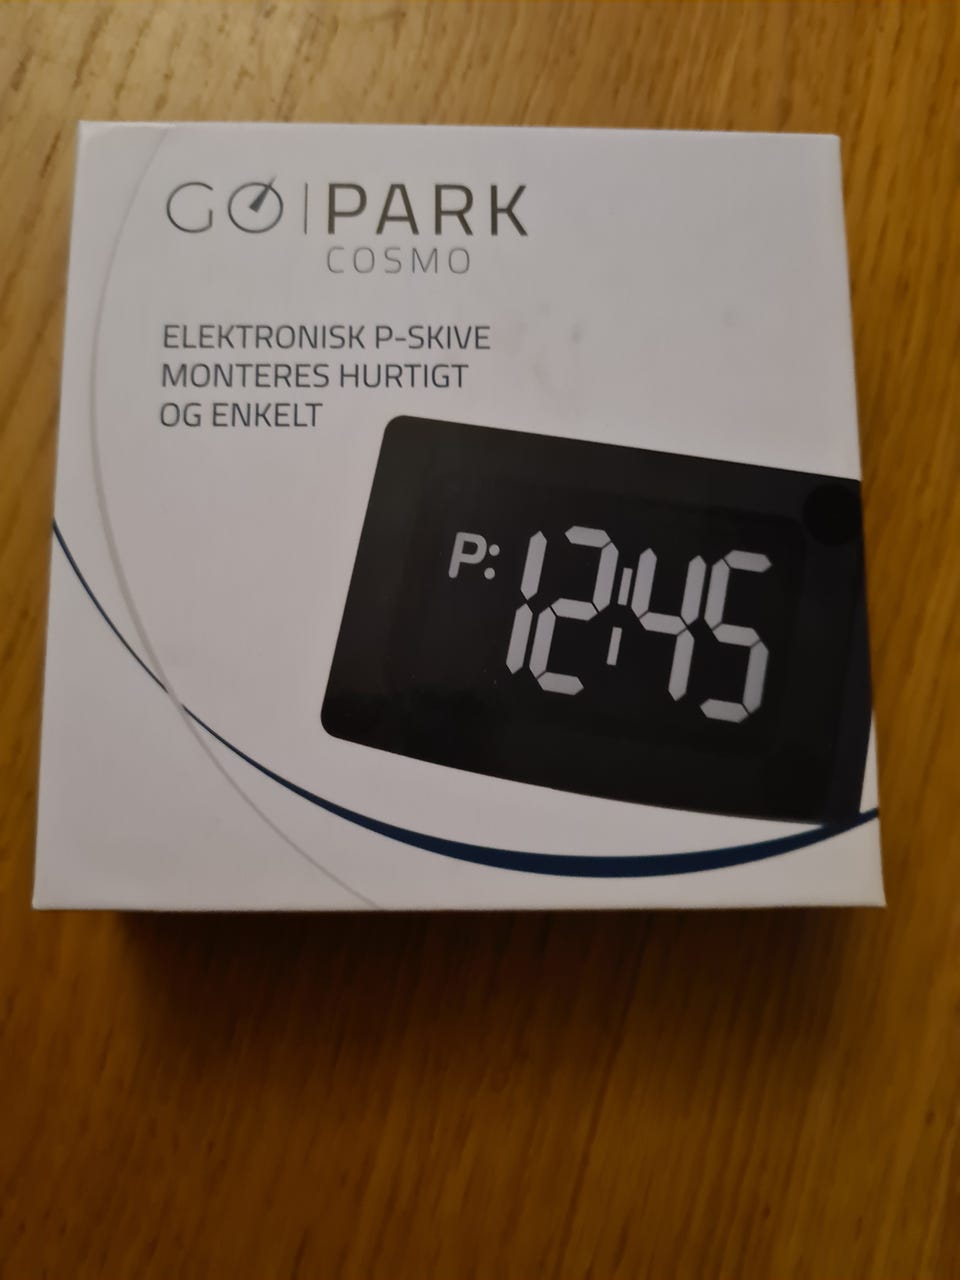 GO|PARK
COSMO
ELEKTRONISK P-SKIVE
MONTERES HURTIGT
OG ENKELT
P: 12:45